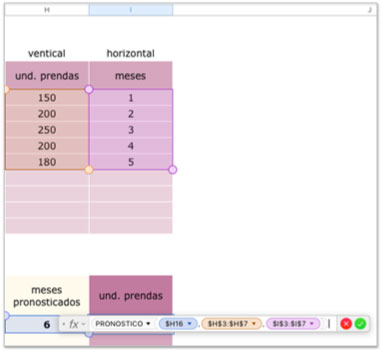 H I J
ventical horizontal
und. prendas meses
150 1
200 2
250 3
200 4
180 5
meses
pronosticados
und. prendas
6 fx PRONOSTICO $H16, $H$3:$H$7, $I$3:$I$7